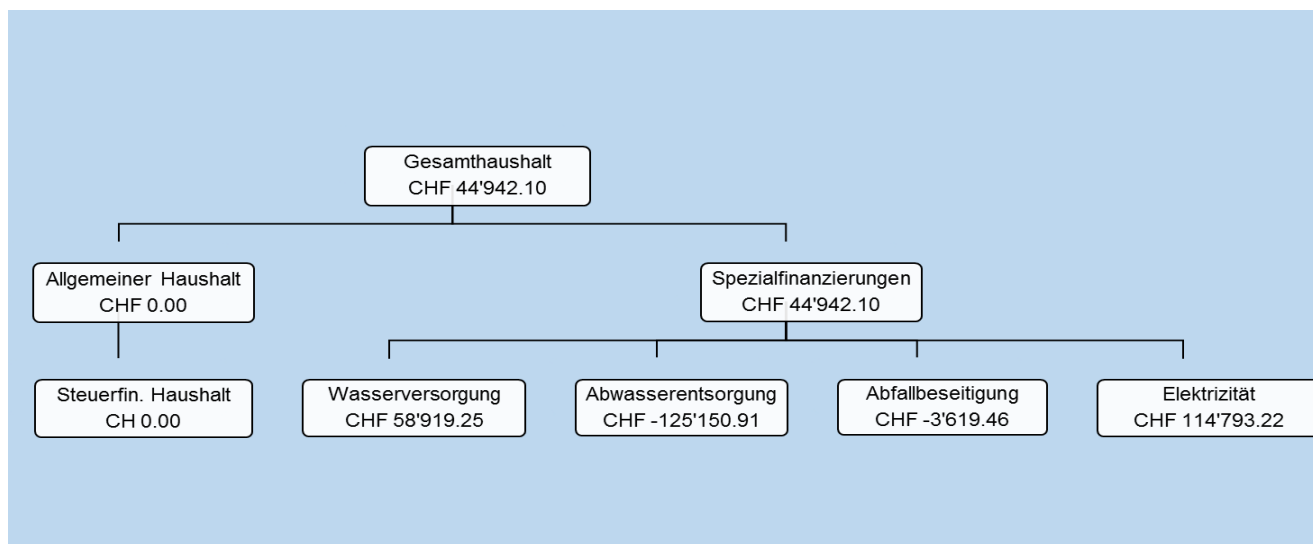 Gesamthaushalt
CHF 44'942.10
Allgemeiner Haushalt
CHF 0.00
Spezialfinanzierungen
CHF 44'942.10
Steuerfin. Haushalt
CH 0.00
Wasserversorgung
CHF 58'919.25
Abwasserentsorgung
CHF -125'150.91
Abfallbeseitigung
CHF -3'619.46
Elektrizität
CHF 114'793.22